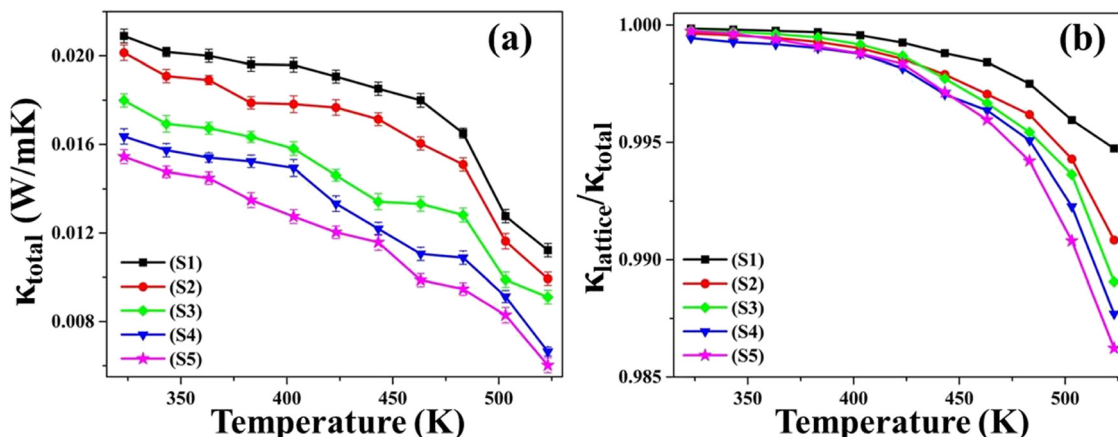 (a)
κtotal (W/mK)
0.020
0.016
0.012
0.008
(S1)
(S2)
(S3)
(S4)
(S5)
350 400 450 500
Temperature (K)
(b)
κlattice/κtotal
1.000
0.995
0.990
0.985
(S1)
(S2)
(S3)
(S4)
(S5)
350 400 450 500
Temperature (K)